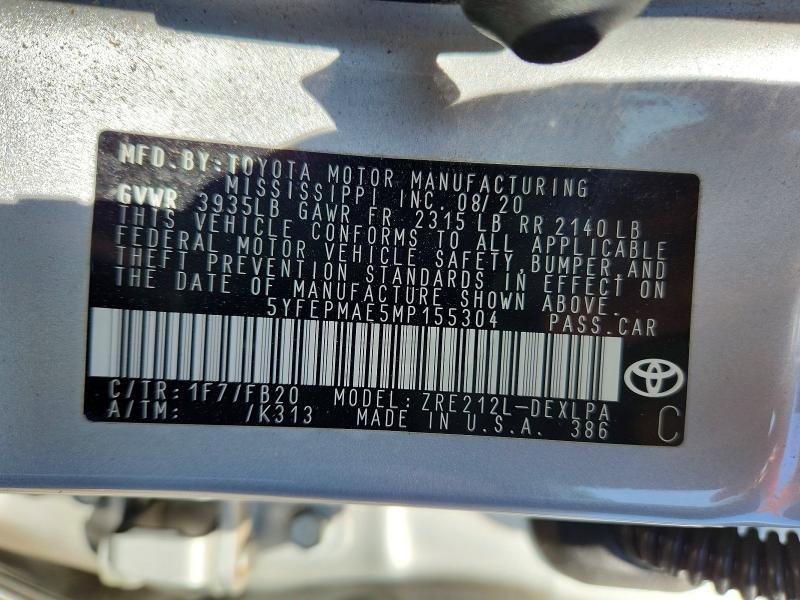 MFD.BY:TOYOTA MOTOR MANUFACTURING
MISSISSIPPI INC. 08/20
GVWR 3935LB GAWR FR 2315 LB RR 2140 LB
THIS VEHICLE CONFORMS TO ALL APPLICABLE
FEDERAL MOTOR VEHICLE SAFETY,BUMPER,AND
THEFT PREVENTION STANDARDS IN EFFECT ON
THE DATE OF MANUFACTURE SHOWN ABOVE.
5YFEPMAE5MP155304 PASS.CAR
C/TR:1F7/FB20 MODEL:ZRE212L-DEXLPA
A/TM: /K313 MADE IN U.S.A. 386
C